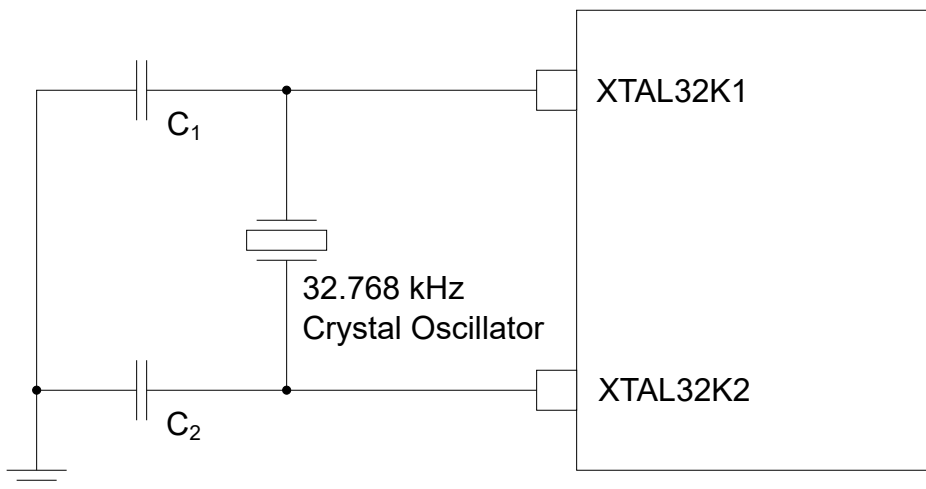 XTAL32K1
C₁
32.768 kHz
Crystal Oscillator
XTAL32K2
C₂